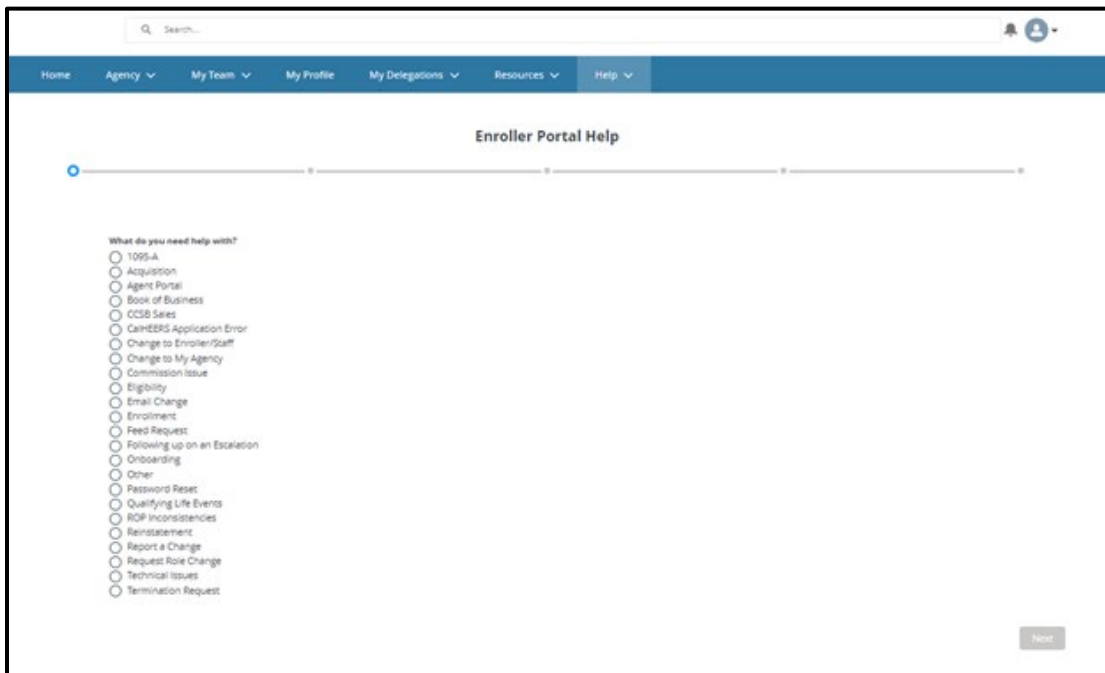 Search...
Home Agency My Team My Profile My Delegations Resources Help
Enroller Portal Help
What do you need help with?
1095-A
Acquisition
Agent Portal
Book of Business
CCSB Sales
CalHEERS Application Error
Change to Enroller/Staff
Change to My Agency
Commission Issue
Eligibility
Email Change
Enrollment
Feed Request
Following up on an Escalation
Onboarding
Other
Password Reset
Qualifying Life Events
ROP Inconsistencies
Reinstatement
Report a Change
Request Role Change
Technical Issues
Termination Request
Next